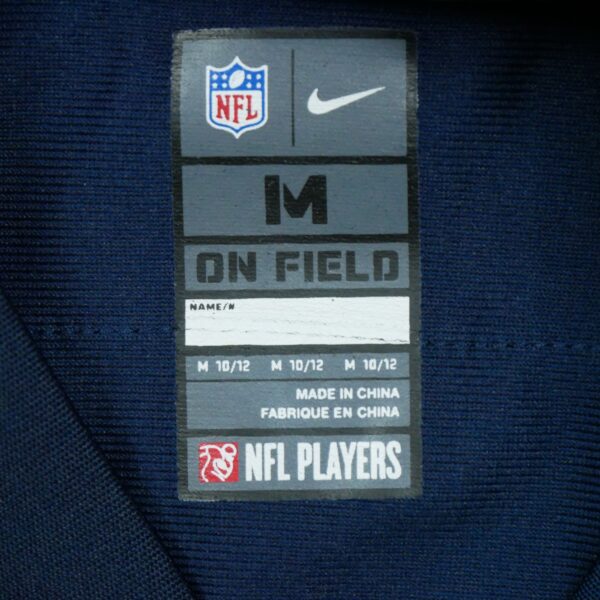 NFL
M
ON FIELD
NAME/#
M 10/12 M 10/12 M 10/12
MADE IN CHINA
FABRIQUE EN CHINA
NFL PLAYERS